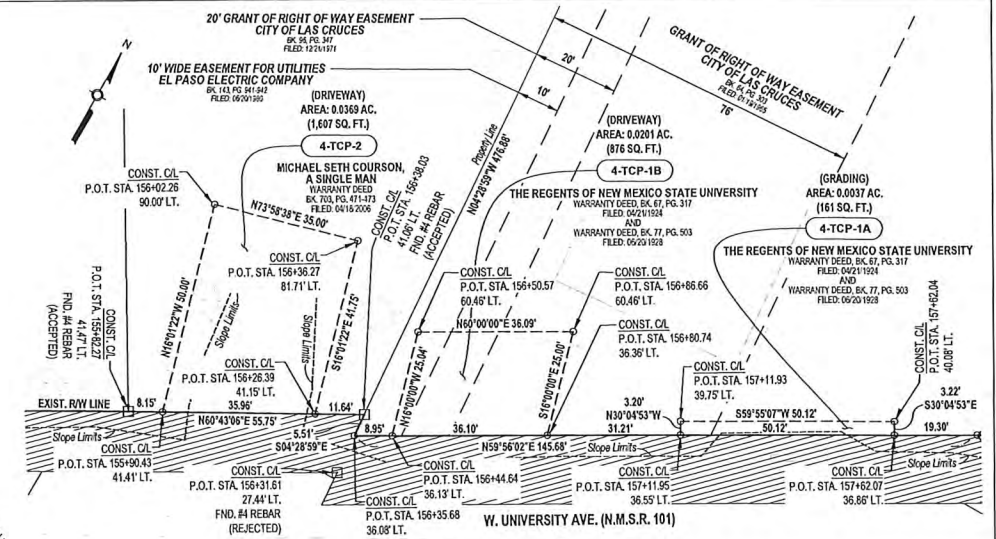 20' GRANT OF RIGHT OF WAY EASEMENT
CITY OF LAS CRUCES
BK. 96, PG. 347
FILED: 12/21/1971
10' WIDE EASEMENT FOR UTILITIES
EL PASO ELECTRIC COMPANY
BK. 143, PG 941-942
N
GRANT OF RIGHT OF WAY EASEMENT
CITY OF LAS CRUCES
BK. 64, PG. 303
20'
10'
76'
(DRIVEWAY)
AREA: 0.0369 AC.
(1,607 SQ. FT.)
4-TCP-2
MICHAEL SETH COURSON,
A SINGLE MAN
WARRANTY DEED
BK. 703, PG. 471-473
FILED: 04/18/2006
(DRIVEWAY)
AREA: 0.0201 AC.
(876 SQ. FT.)
4-TCP-1B
THE REGENTS OF NEW MEXICO STATE UNIVERSITY
WARRANTY DEED, BK. 67, PG. 317
FILED: 04/21/1924
AND
WARRANTY DEED, BK. 77, PG. 503
FILED: 06/20/1928
(GRADING)
AREA: 0.0037 AC.
(161 SQ. FT.)
4-TCP-1A
THE REGENTS OF NEW MEXICO STATE UNIVERSITY
WARRANTY DEED, BK. 67, PG. 317
FILED: 04/21/1924
AND
WARRANTY DEED, BK. 77, PG. 503
FILED: 06/20/1928
Property Line
N04°28'59"W 476.88'
CONST. C/L
P.O.T. STA. 156+02.26
90.00' LT.
N73°58'38"E 35.00'
CONST. C/L
P.O.T. STA. 156+38.03
41.06' LT.
FND. #4 REBAR
(ACCEPTED)
CONST. C/L
P.O.T. STA. 156+36.27
81.71' LT.
CONST. C/L
P.O.T. STA. 155+82.27
41.47' LT.
FND. #4 REBAR
(ACCEPTED)
N16°01'22"W 50.00'
Slope Limits
Slope Limits
S16°01'22"E 41.75'
CONST. C/L
P.O.T. STA. 156+26.39
41.15' LT.
CONST. C/L
P.O.T. STA. 156+50.57
60.46' LT.
N60°00'00"E 36.09'
CONST. C/L
P.O.T. STA. 156+86.66
60.46' LT.
N16°00'00"W 25.04'
S16°00'00"E 25.00'
CONST. C/L
P.O.T. STA. 156+80.74
36.36' LT.
CONST. C/L
P.O.T. STA. 157+11.93
39.75' LT.
CONST. C/L
P.O.T. STA. 157+62.04
40.08' LT.
EXIST. R/W LINE
8.15'
35.96'
11.64'
N60°43'06"E 55.75'
5.51'
S04°28'59"E
8.95'
36.10'
N59°56'02"E 145.68'
31.21'
3.20'
N30°04'53"W
S59°55'07"W 50.12'
50.12'
3.22'
S30°04'53"E
19.30'
Slope Limits
Slope Limits
Slope Limits
CONST. C/L
P.O.T. STA. 155+90.43
41.41' LT.
CONST. C/L
P.O.T. STA. 156+31.61
27.44' LT.
FND. #4 REBAR
(REJECTED)
CONST. C/L
P.O.T. STA. 156+44.64
36.13' LT.
CONST. C/L
P.O.T. STA. 156+35.68
36.08' LT.
CONST. C/L
P.O.T. STA. 157+11.95
36.55' LT.
CONST. C/L
P.O.T. STA. 157+62.07
36.86' LT.
W. UNIVERSITY AVE. (N.M.S.R. 101)